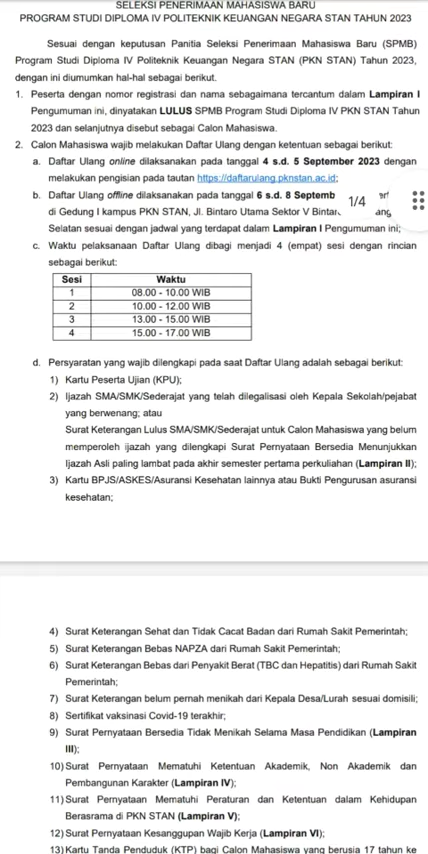 SELEKSI PENERIMAAN MAHASISWA BARU
PROGRAM STUDI DIPLOMA IV POLITEKNIK KEUANGAN NEGARA STAN TAHUN 2023
Sesuai dengan keputusan Panitia Seleksi Penerimaan Mahasiswa Baru (SPMB)
Program Studi Diploma IV Politeknik Keuangan Negara STAN (PKN STAN) Tahun 2023,
dengan ini diumumkan hal-hal sebagai berikut.
1. Peserta dengan nomor registrasi dan nama sebagaimana tercantum dalam Lampiran I
Pengumuman ini, dinyatakan LULUS SPMB Program Studi Diploma IV PKN STAN Tahun
2023 dan selanjutnya disebut sebagai Calon Mahasiswa.
2. Calon Mahasiswa wajib melakukan Daftar Ulang dengan ketentuan sebagai berikut:
a. Daftar Ulang online dilaksanakan pada tanggal 4 s.d. 5 September 2023 dengan
melakukan pengisian pada tautan https://daftarulang.pknstan.ac.id;
b. Daftar Ulang offline dilaksanakan pada tanggal 6 s.d. 8 Septemb
1/4
di Gedung I kampus PKN STAN, Jl. Bintaro Utama Sektor V Bintar
Selatan sesuai dengan jadwal yang terdapat dalam Lampiran I Pengumuman ini;
c. Waktu pelaksanaan Daftar Ulang dibagi menjadi 4 (empat) sesi dengan rincian
sebagai berikut:
Sesi Waktu
1 08.00 - 10.00 WIB
2 10.00 - 12.00 WIB
3 13.00 - 15.00 WIB
4 15.00 - 17.00 WIB
d. Persyaratan yang wajib dilengkapi pada saat Daftar Ulang adalah sebagai berikut:
1) Kartu Peserta Ujian (KPU);
2) Ijazah SMA/SMK/Sederajat yang telah dilegalisasi oleh Kepala Sekolah/pejabat
yang berwenang; atau
Surat Keterangan Lulus SMA/SMK/Sederajat untuk Calon Mahasiswa yang belum
memperoleh ijazah yang dilengkapi Surat Pernyataan Bersedia Menunjukkan
Ijazah Asli paling lambat pada akhir semester pertama perkuliahan (Lampiran II);
3) Kartu BPJS/ASKES/Asuransi Kesehatan lainnya atau Bukti Pengurusan asuransi
kesehatan;
4) Surat Keterangan Sehat dan Tidak Cacat Badan dari Rumah Sakit Pemerintah;
5) Surat Keterangan Bebas NAPZA dari Rumah Sakit Pemerintah;
6) Surat Keterangan Bebas dari Penyakit Berat (TBC dan Hepatitis) dari Rumah Sakit
Pemerintah;
7) Surat Keterangan belum pernah menikah dari Kepala Desa/Lurah sesuai domisili;
8) Sertifikat vaksinasi Covid-19 terakhir;
9) Surat Pernyataan Bersedia Tidak Menikah Selama Masa Pendidikan (Lampiran
III);
10) Surat Pernyataan Mematuhi Ketentuan Akademik, Non Akademik dan
Pembangunan Karakter (Lampiran IV);
11) Surat Pernyataan Mematuhi Peraturan dan Ketentuan dalam Kehidupan
Berasrama di PKN STAN (Lampiran V);
12) Surat Pernyataan Kesanggupan Wajib Kerja (Lampiran VI);
13) Kartu Tanda Penduduk (KTP) bagi Calon Mahasiswa yang berusia 17 tahun ke